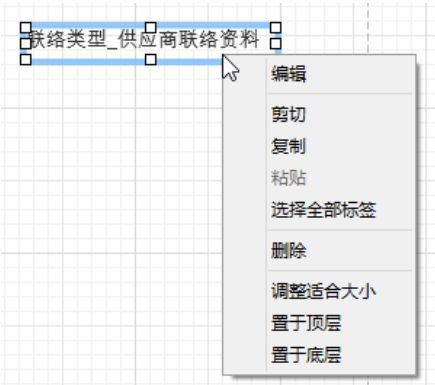 联络类型_供应商联络资料
编辑
剪切
复制
粘贴
选择全部标签
删除
调整适合大小
置于顶层
置于底层